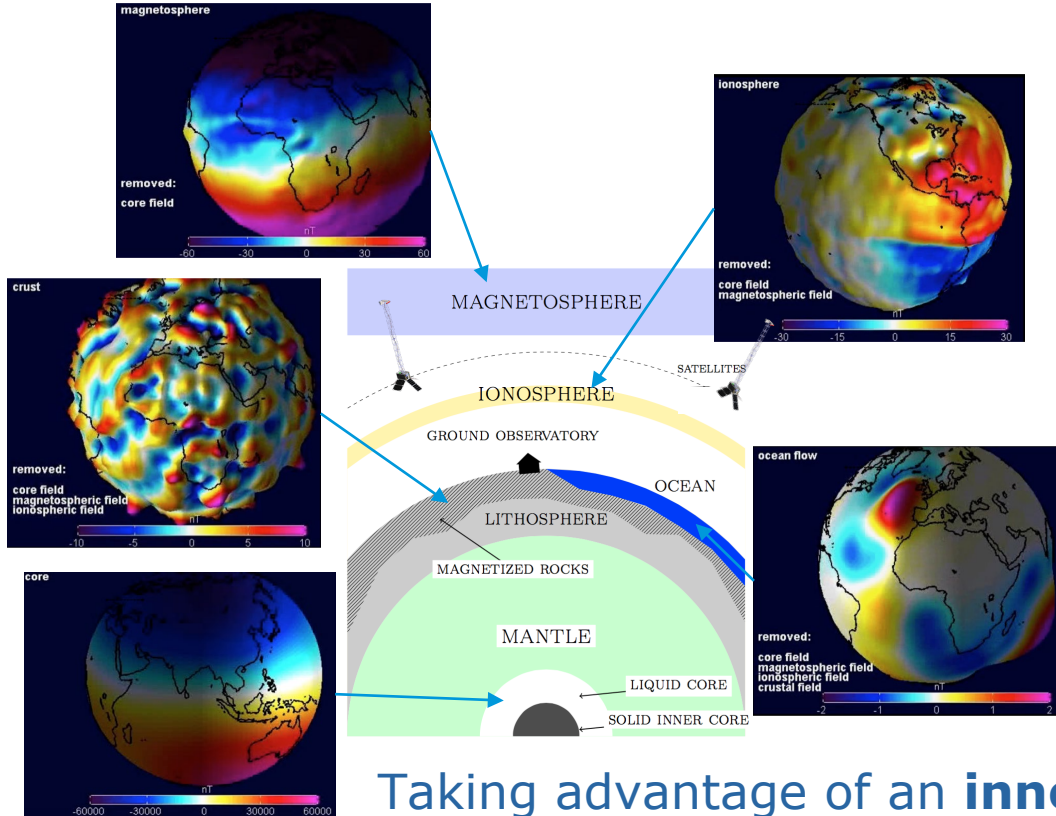 magnetosphere
removed:
core field
nT
-60 -30 0 30 60
ionosphere
removed:
core field
magnetospheric field
nT
-30 -15 0 15 30
crust
removed:
core field
magnetospheric field
ionospheric field
nT
-10 -5 0 5 10
MAGNETOSPHERE
SATELLITES
IONOSPHERE
GROUND OBSERVATORY
OCEAN
LITHOSPHERE
MAGNETIZED ROCKS
MANTLE
LIQUID CORE
SOLID INNER CORE
ocean flow
removed:
core field
magnetospheric field
ionospheric field
crustal field
nT
-2 -1 0 1 2
core
nT
-60000 -30000 0 30000 60000
Taking advantage of an inne